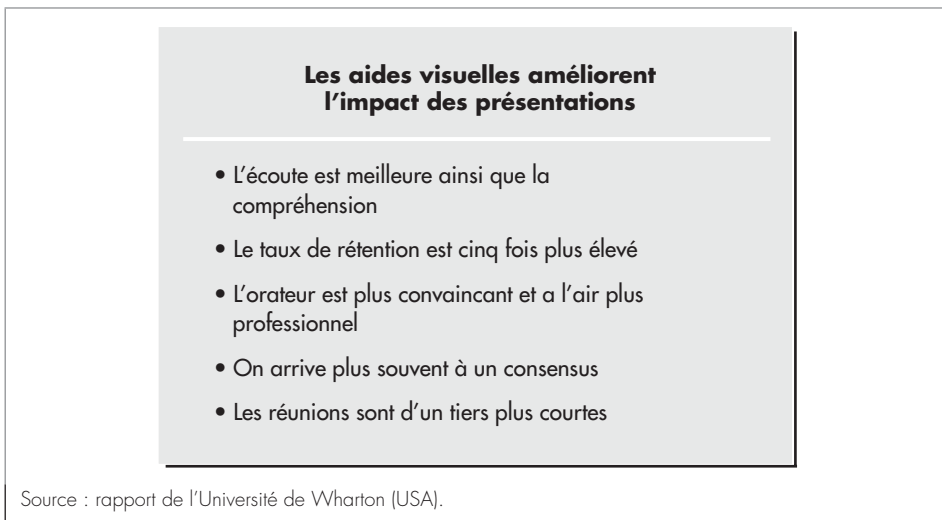 Les aides visuelles améliorent
l'impact des présentations
• L'écoute est meilleure ainsi que la
compréhension
• Le taux de rétention est cinq fois plus élevé
• L'orateur est plus convaincant et a l'air plus
professionnel
• On arrive plus souvent à un consensus
• Les réunions sont d'un tiers plus courtes
Source : rapport de l'Université de Wharton (USA).